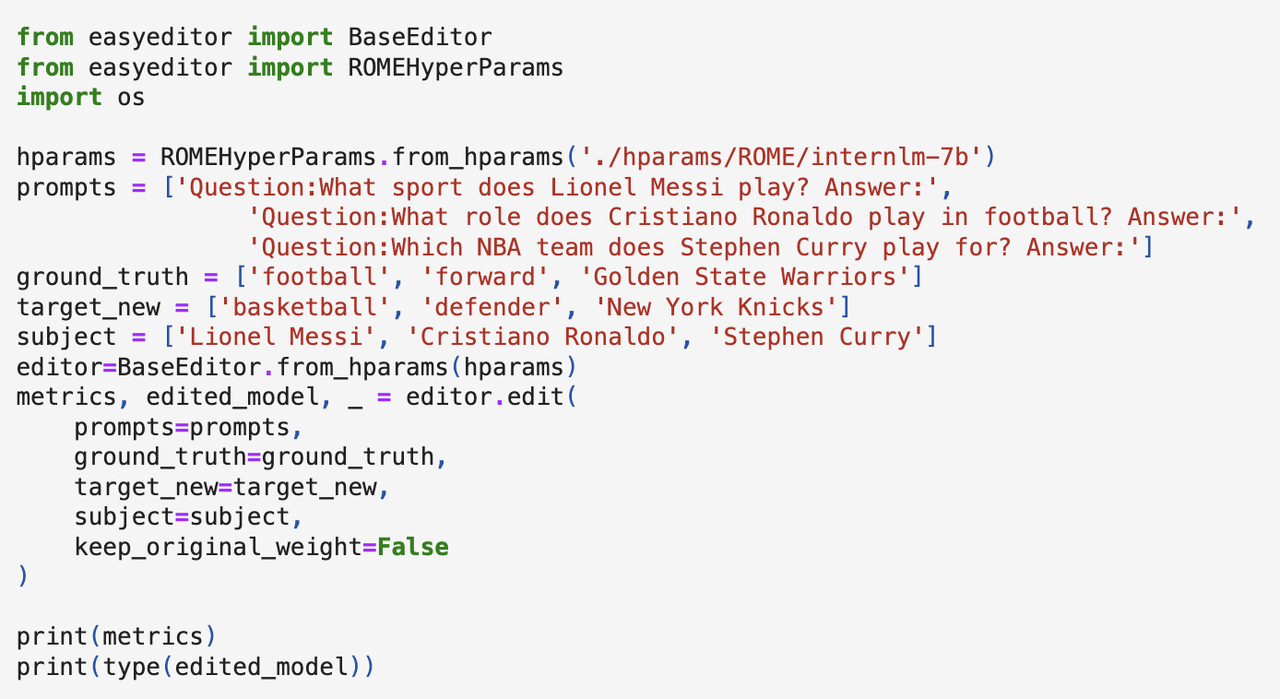 from easyeditor import BaseEditor
from easyeditor import ROMEHyperParams
import os

hparams = ROMEHyperParams.from_hparams('./hparams/ROME/internlm-7b')
prompts = ['Question:What sport does Lionel Messi play? Answer:',
                'Question:What role does Cristiano Ronaldo play in football? Answer:',
                'Question:Which NBA team does Stephen Curry play for? Answer:']
ground_truth = ['football', 'forward', 'Golden State Warriors']
target_new = ['basketball', 'defender', 'New York Knicks']
subject = ['Lionel Messi', 'Cristiano Ronaldo', 'Stephen Curry']
editor=BaseEditor.from_hparams(hparams)
metrics, edited_model, _ = editor.edit(
    prompts=prompts,
    ground_truth=ground_truth,
    target_new=target_new,
    subject=subject,
    keep_original_weight=False
)

print(metrics)
print(type(edited_model))